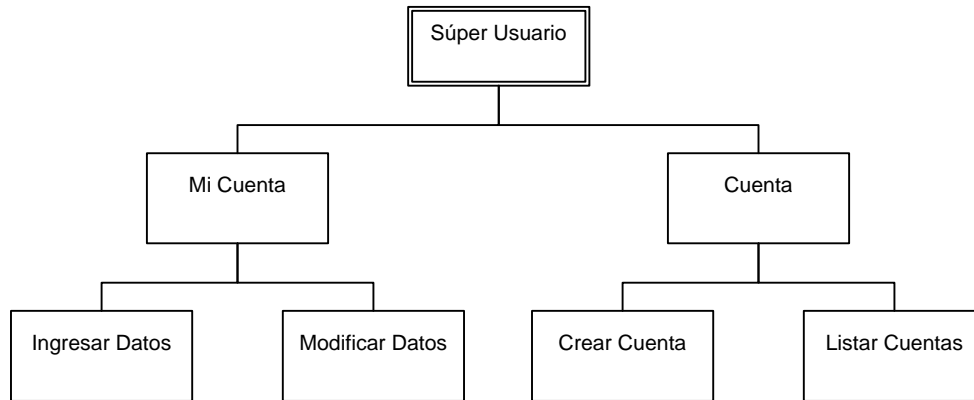 Súper Usuario
Mi Cuenta
Cuenta
Ingresar Datos
Modificar Datos
Crear Cuenta
Listar Cuentas